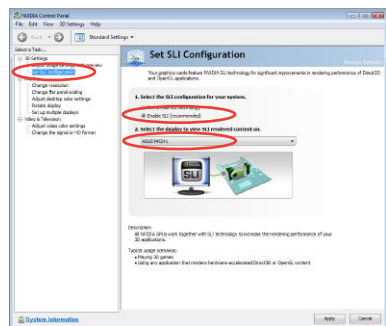 NVIDIA Control Panel
File Edit View 3D Settings Help
Back
Standard Settings
Select a Task...
3D Settings
Set SLI configuration
Change resolution
Change flat panel scaling
Adjust desktop color settings
Rotate display
Set up multiple displays
Video & Television
Adjust video color settings
Change the signal or HD format
System Information
Set SLI Configuration
Restore Defaults
Your graphics cards feature NVIDIA SLI technology for significant improvements in rendering performance of Direct3D
and OpenGL applications.
1. Select the SLI configuration for your system.
Enable SLI (recommended)
2. Select the display to view SLI rendered content on.
SLI
Description:
All NVIDIA GPUs work together with SLI technology to increase the rendering performance of your
3D applications.
Typical usage scenarios:
• Playing 3D games
• Using any application that renders hardware-accelerated Direct3D or OpenGL content
Apply Cancel